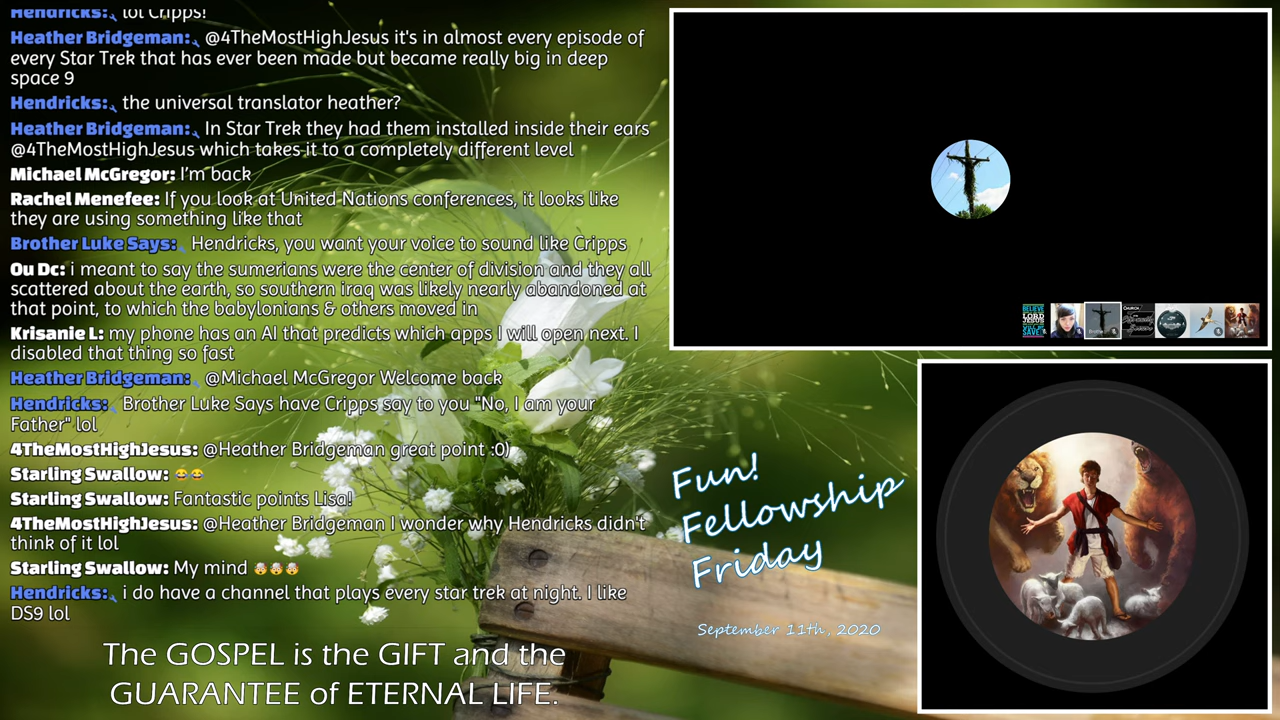 Hendricks: lol Cripps!
Heather Bridgeman: @4TheMostHighJesus it's in almost every episode of
every Star Trek that has ever been made but became really big in deep
space 9
Hendricks: the universal translator heather?
Heather Bridgeman: In Star Trek they had them installed inside their ears
@4TheMostHighJesus which takes it to a completely different level
Michael McGregor: I'm back
Rachel Menefee: If you look at United Nations conferences, it looks like
they are using something like that
Brother Luke Says: Hendricks, you want your voice to sound like Cripps
Ou Dc: i meant to say the sumerians were the center of division and they all
scattered about the earth, so southern iraq was likely nearly abandoned at
that point, to which the babylonians & others moved in
Krisanie L: my phone has an AI that predicts which apps I will open next. I
disabled that thing so fast
Heather Bridgeman: @Michael McGregor Welcome back
Hendricks: Brother Luke Says have Cripps say to you "No, I am your
Father" lol
4TheMostHighJesus: @Heather Bridgeman great point :0)
Starling Swallow: 😂😂
Starling Swallow: Fantastic points Lisa!
4TheMostHighJesus: @Heather Bridgeman I wonder why Hendricks didn't
think of it lol
Starling Swallow: My mind 🤯🤯🤯
Hendricks: i do have a channel that plays every star trek at night. I like
DS9 lol
The GOSPEL is the GIFT and the
GUARANTEE of ETERNAL LIFE.
BELIEVE
LORD
JESUS
SAVE
CHURCH
Fun!
Fellowship
Friday
September 11th, 2020